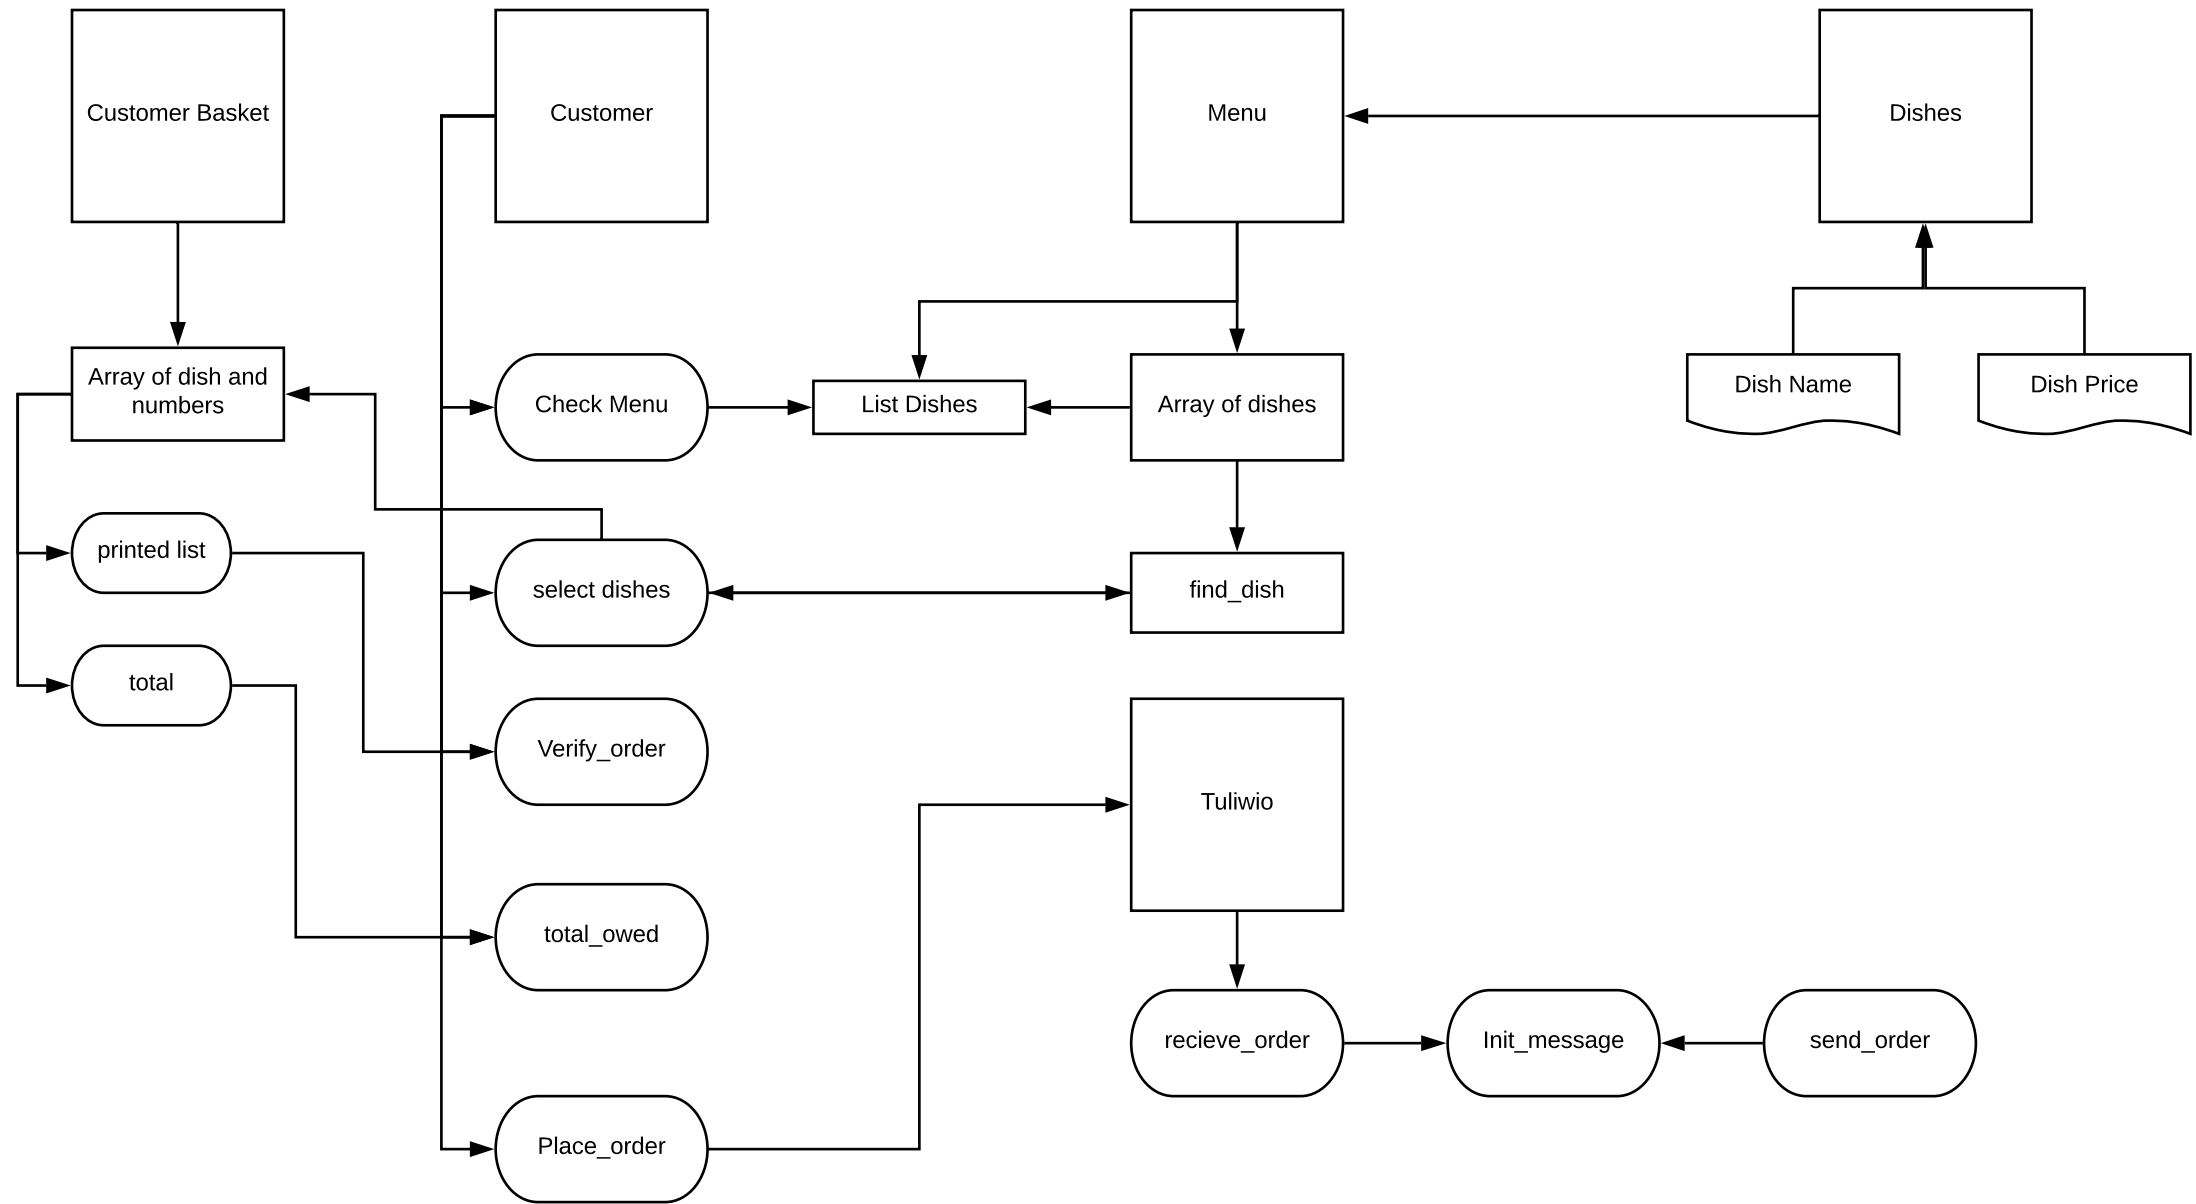 Customer Basket
Customer
Menu
Dishes
Array of dish and
numbers
Check Menu
List Dishes
Array of dishes
Dish Name
Dish Price
printed list
select dishes
find_dish
total
Verify_order
Tuliwio
total_owed
recieve_order
Init_message
send_order
Place_order